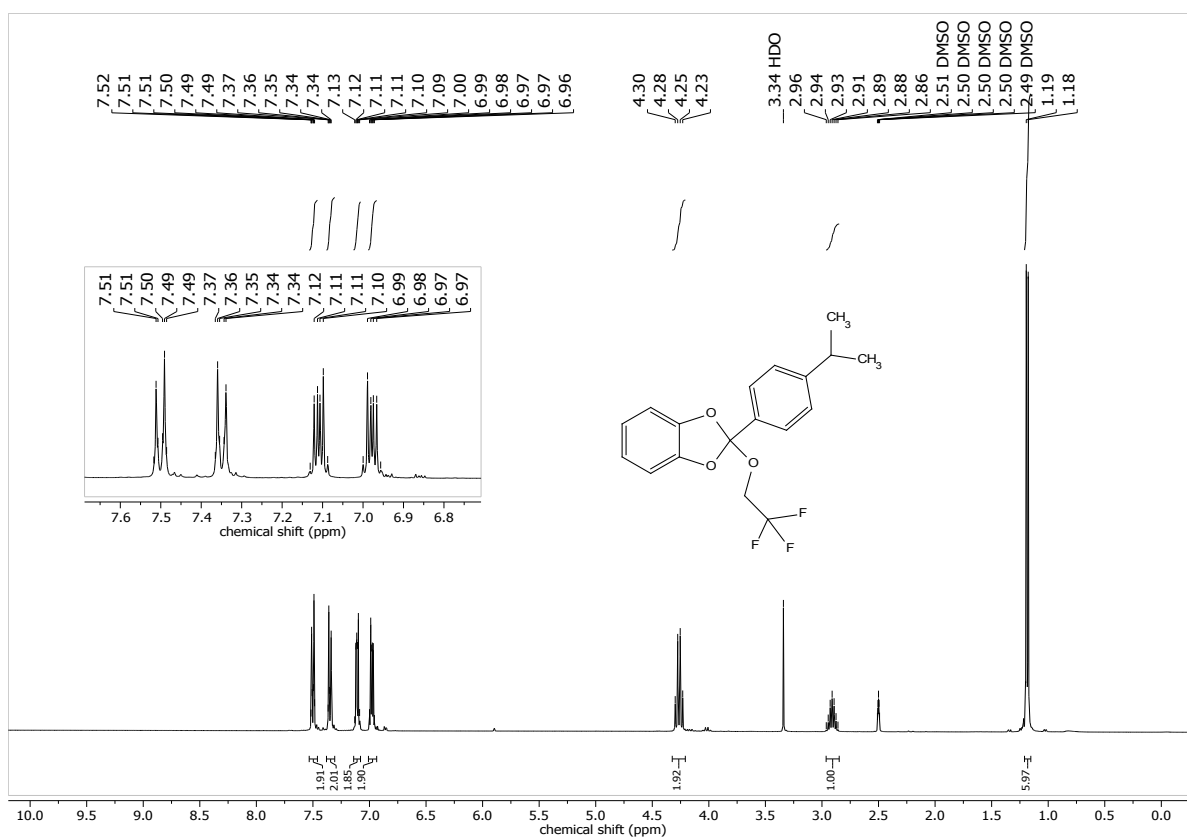 7.52 7.51 7.51 7.50 7.49 7.49 7.37 7.36 7.35 7.34 7.34 7.13 7.12 7.11 7.11 7.10 7.09 7.00 6.99 6.98 6.97 6.97 6.96 4.30 4.28 4.25 4.23 3.34 HDO 2.96 2.94 2.93 2.91 2.89 2.88 2.86 2.51 DMSO 2.50 DMSO 2.50 DMSO 2.50 DMSO 2.49 DMSO 1.19 1.18
7.51 7.51 7.50 7.49 7.49 7.37 7.36 7.35 7.34 7.34 7.12 7.11 7.11 7.10 6.99 6.98 6.97 6.97
7.6 7.5 7.4 7.3 7.2 7.1 7.0 6.9 6.8
chemical shift (ppm)
CH3
CH3
O
O
O
F
F
F
1.91 2.01 1.85 1.90 1.92 1.00 5.97
10.0 9.5 9.0 8.5 8.0 7.5 7.0 6.5 6.0 5.5 5.0 4.5 4.0 3.5 3.0 2.5 2.0 1.5 1.0 0.5 0.0
chemical shift (ppm)